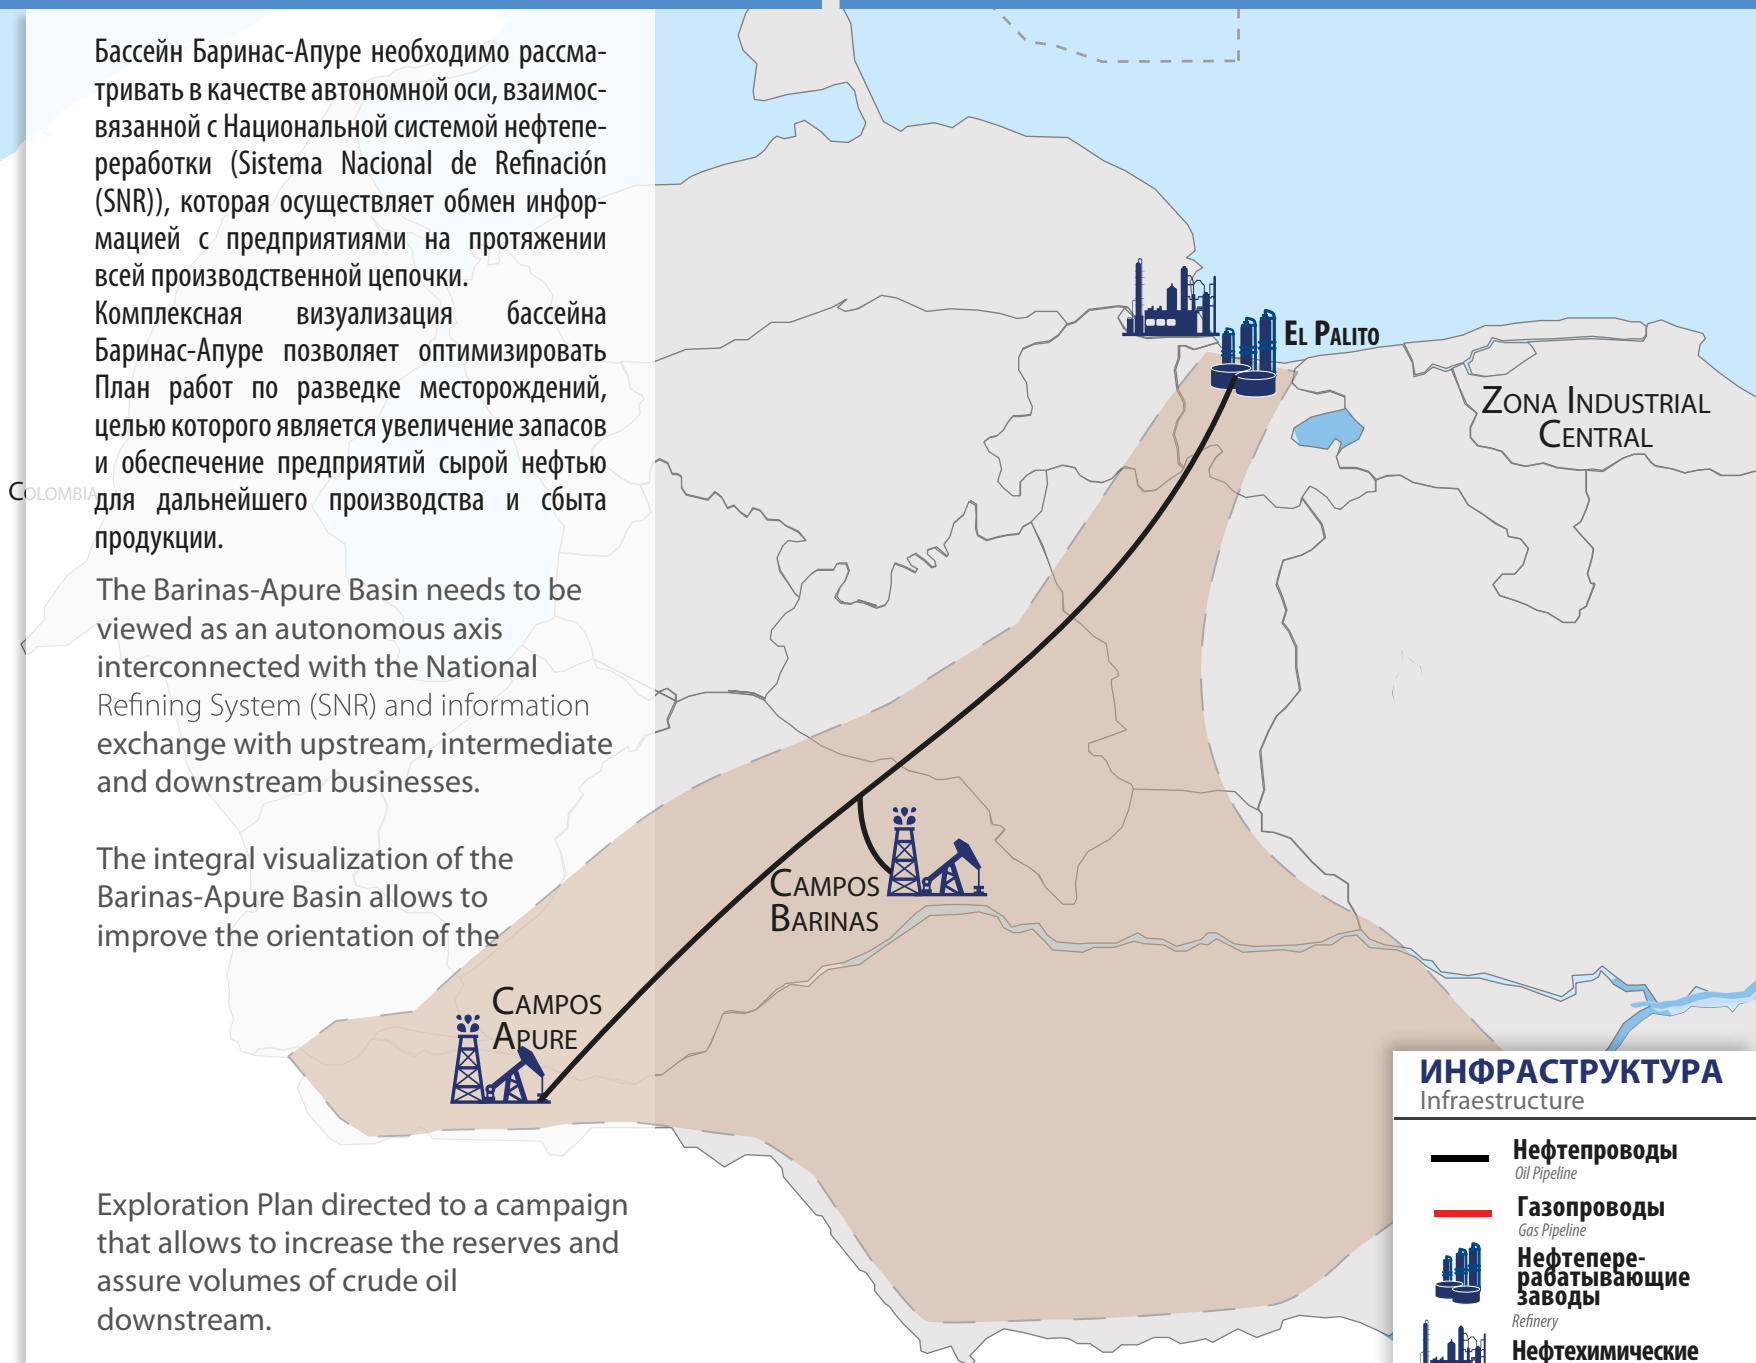 Бассейн Баринас-Апуре необходимо рассма-
тривать в качестве автономной оси, взаимос-
вязанной с Национальной системой нефтепе-
реработки (Sistema Nacional de Refinación
(SNR)), которая осуществляет обмен инфор-
мацией с предприятиями на протяжении
всей производственной цепочки.
Комплексная визуализация бассейна
Баринас-Апуре позволяет оптимизировать
План работ по разведке месторождений,
целью которого является увеличение запасов
и обеспечение предприятий сырой нефтью
для дальнейшего производства и сбыта
продукции.
The Barinas-Apure Basin needs to be
viewed as an autonomous axis
interconnected with the National
Refining System (SNR) and information
exchange with upstream, intermediate
and downstream businesses.
The integral visualization of the
Barinas-Apure Basin allows to
improve the orientation of the
Exploration Plan directed to a campaign
that allows to increase the reserves and
assure volumes of crude oil
downstream.
COLOMBIA
EL PALITO
ZONA INDUSTRIAL
CENTRAL
CAMPOS
BARINAS
CAMPOS
APURE
ИНФРАСТРУКТУРА
Infraestructure
Нефтепроводы
Oil Pipeline
Газопроводы
Gas Pipeline
Нефтепере-
рабатывающие
заводы
Refinery
Нефтехимические